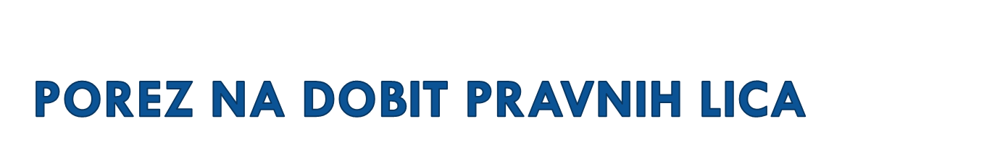 POREZ NA DOBIT PRAVNIH LICA